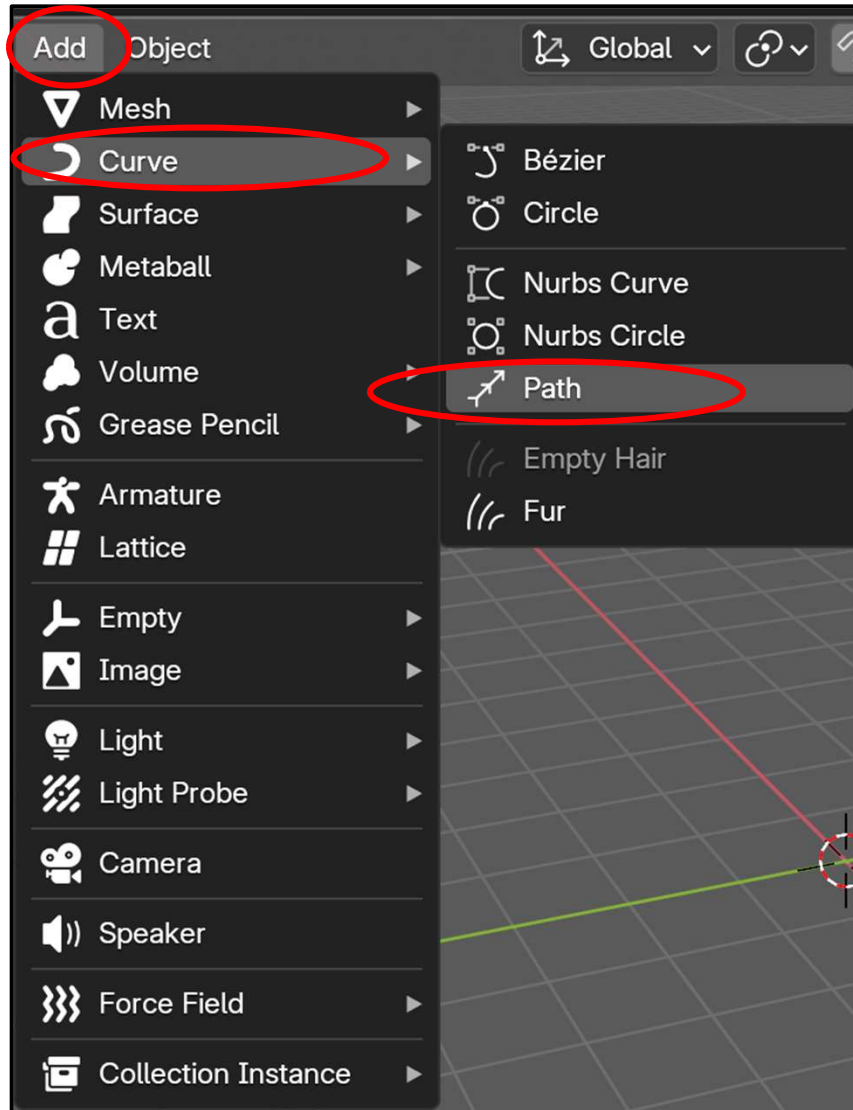 Add Object Global
Mesh
Curve
Surface
Metaball
Text
Volume
Grease Pencil
Armature
Lattice
Empty
Image
Light
Light Probe
Camera
Speaker
Force Field
Collection Instance
Bézier
Circle
Nurbs Curve
Nurbs Circle
Path
Empty Hair
Fur